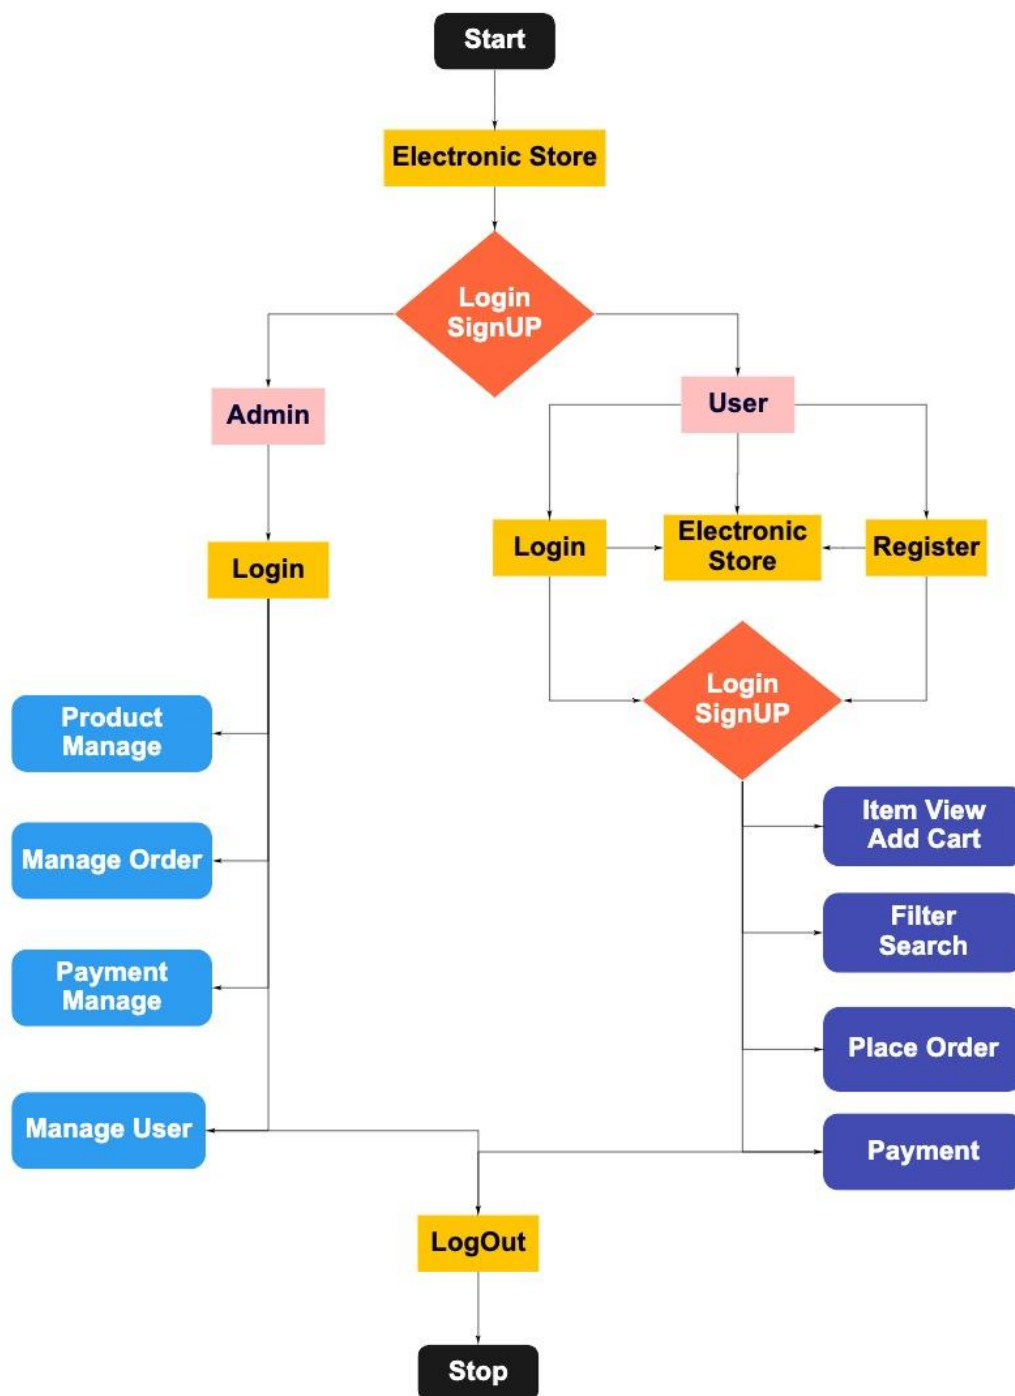 Start
Electronic Store
Login
SignUP
Admin
User
Login
Electronic
Store
Register
Login
Login
SignUP
Product
Manage
Item View
Add Cart
Manage Order
Filter
Search
Payment
Manage
Place Order
Manage User
Payment
LogOut
Stop